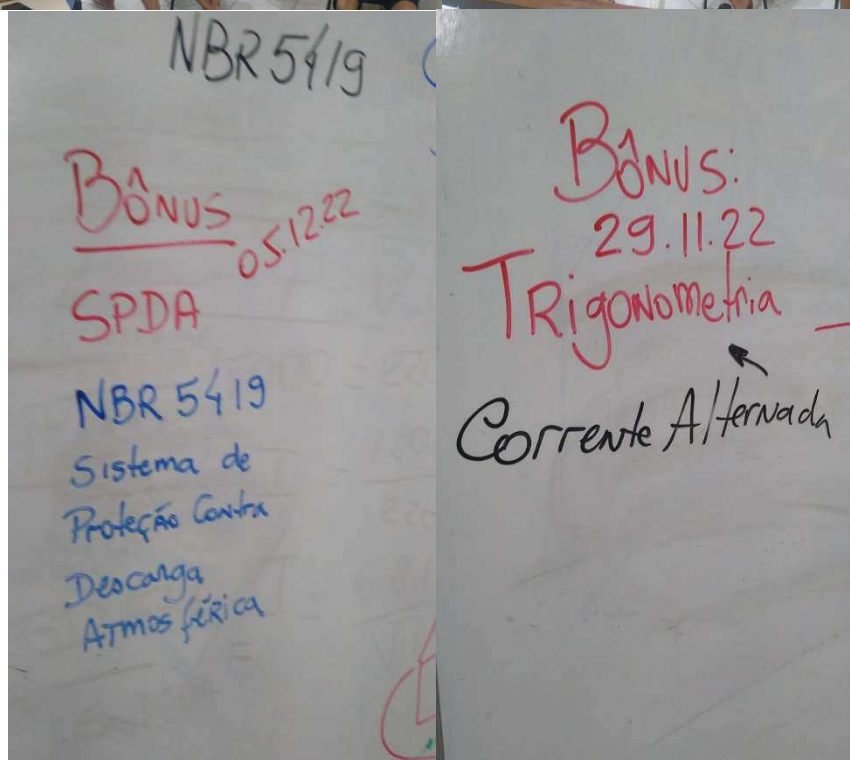 NBR 5419
BÔNUS
05.12.22
SPDA
NBR 5419
Sistema de
Proteção Contra
Descarga
Atmosférica
BÔNUS:
29.11.22
TRigonometria
Corrente Alternada